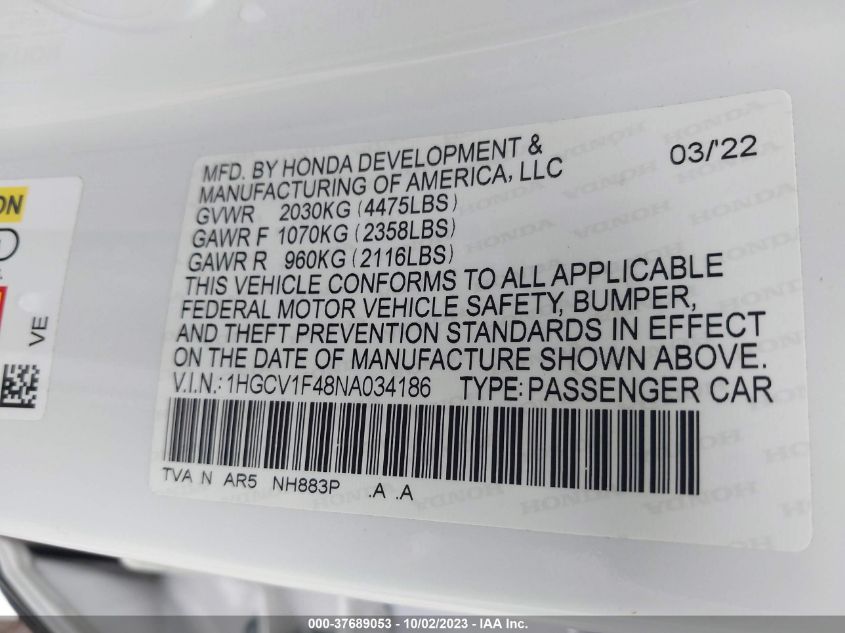 MFD. BY HONDA DEVELOPMENT & 03/'22
MANUFACTURING OF AMERICA, LLC
GVWR 2030KG (4475LBS)
GAWR F 1070KG (2358LBS)
GAWR R 960KG (2116LBS)
THIS VEHICLE CONFORMS TO ALL APPLICABLE
FEDERAL MOTOR VEHICLE SAFETY, BUMPER,
AND THEFT PREVENTION STANDARDS IN EFFECT
ON THE DATE OF MANUFACTURE SHOWN ABOVE.
V.I.N.: 1HGCV1F48NA034186 TYPE: PASSENGER CAR
TVA N AR5 NH883P .A .A
VE
HONDA
000-37689053 - 10/02/2023 - IAA Inc.